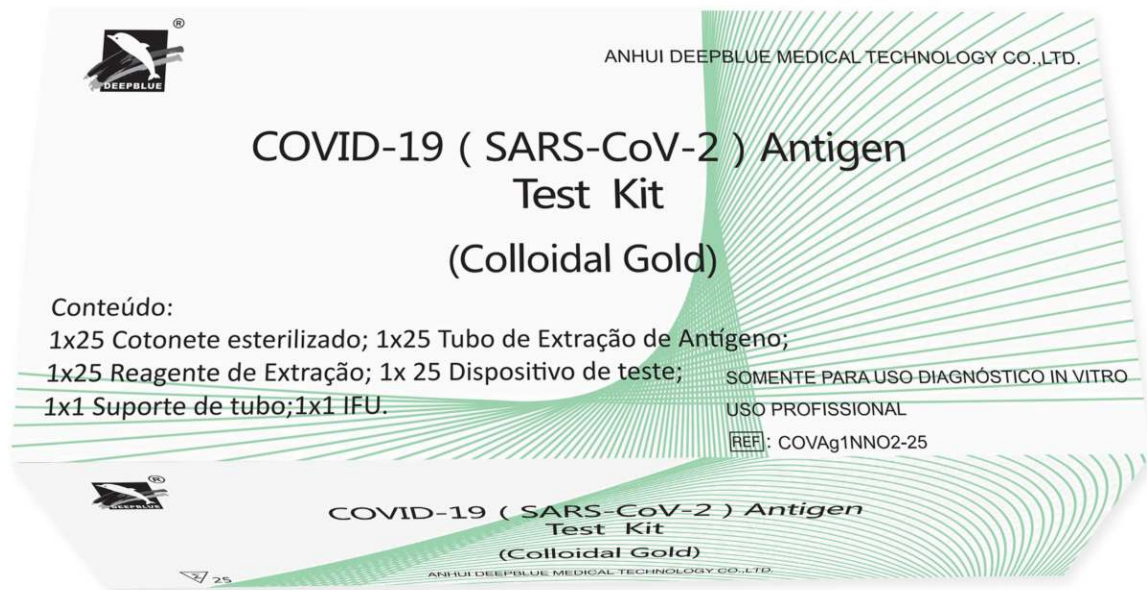 ®
DEEPBLUE
ANHUI DEEPBLUE MEDICAL TECHNOLOGY CO.,LTD.
COVID-19 ( SARS-CoV-2 ) Antigen
Test Kit
(Colloidal Gold)
Conteúdo:
1x25 Cotonete esterilizado; 1x25 Tubo de Extração de Antígeno;
1x25 Reagente de Extração; 1x 25 Dispositivo de teste;
1x1 Suporte de tubo;1x1 IFU.
SOMENTE PARA USO DIAGNÓSTICO IN VITRO
USO PROFISSIONAL
REF: COVAg1NNO2-25
®
DEEPBLUE
COVID-19 ( SARS-CoV-2 ) Antigen
Test Kit
(Colloidal Gold)
ANHUI DEEPBLUE MEDICAL TECHNOLOGY CO.,LTD.
25